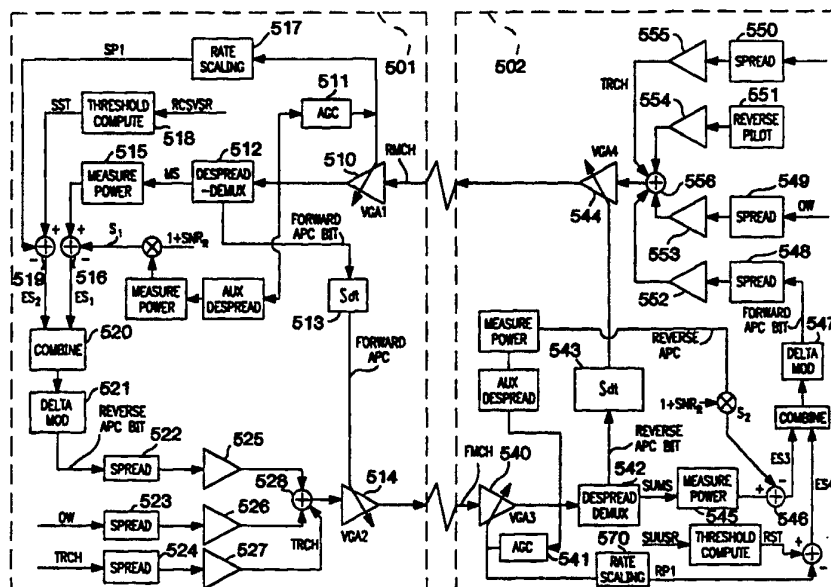 517
501
502
555
550
SP1
RATE SCALING
SPREAD
511
TRCH
SST
THRESHOLD COMPUTE
RCSVSR
518
AGC
554
551
REVERSE PILOT
515
512
510
RMCH
VGA4
MEASURE POWER
MS
DESPREAD -DEMUX
VGA1
544
556
549
SPREAD
OW
S1
1+SNR
FORWARD APC BIT
553
548
519
516
ES2
ES1
MEASURE POWER
AUX DESPREAD
513
Sdt
552
SPREAD
520
COMBINE
FORWARD APC
MEASURE POWER
REVERSE APC
543
FORWARD APC BIT
547
DELTA MOD
521
DELTA MOD
AUX DESPREAD
Sdt
1+SNR
S2
COMBINE
REVERSE APC BIT
522
525
FMCH
540
REVERSE APC BIT
ES3
ES4
SPREAD
528
514
542
523
526
VGA2
VGA3
DESPREAD DEMUX
SUMS
MEASURE POWER
545
546
OW
SPREAD
524
527
TRCH
AGC
541
570
SUUSR
THRESHOLD COMPUTE
RST
TRCH
SPREAD
RATE SCALING
RP1